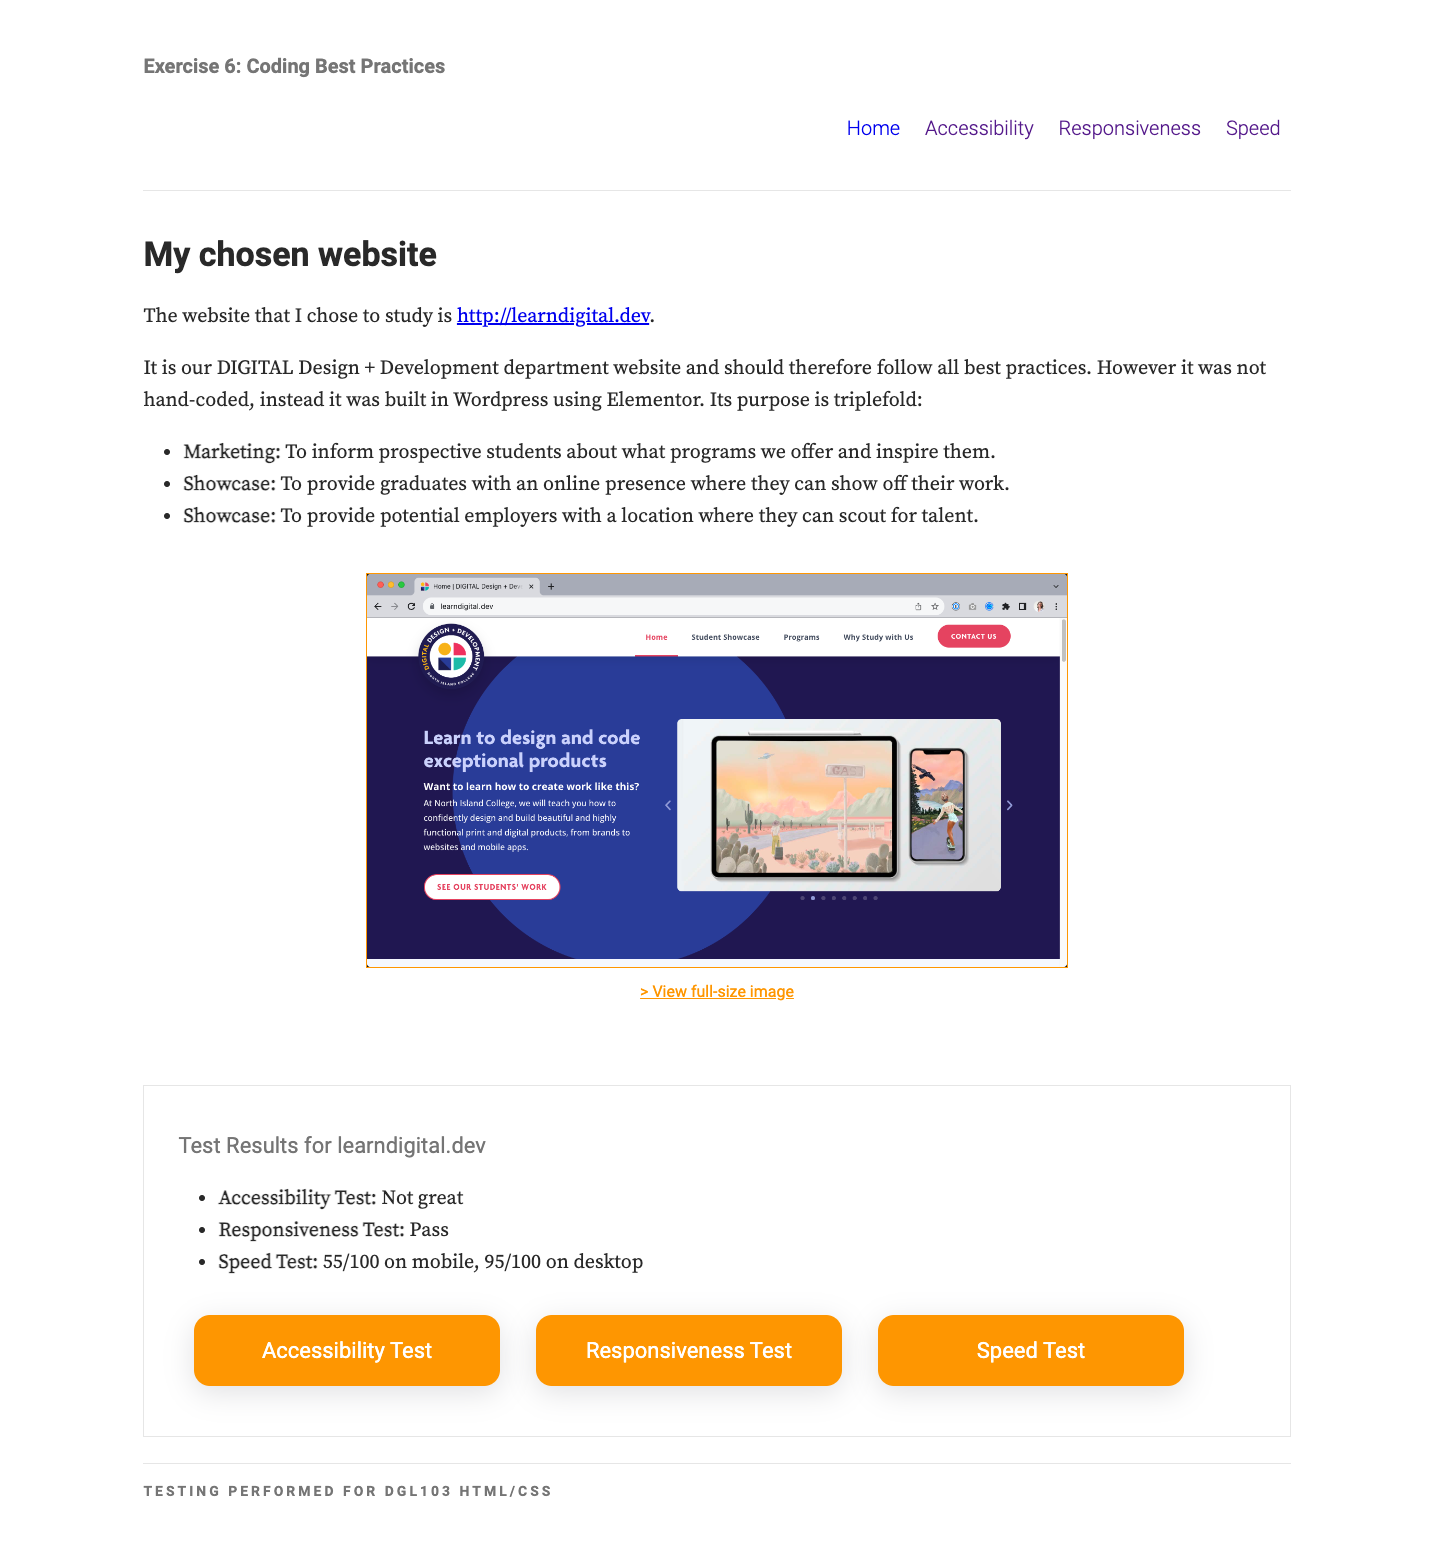 Exercise 6: Coding Best Practices
Home Accessibility Responsiveness Speed
My chosen website
The website that I chose to study is http://learndigital.dev.
It is our DIGITAL Design + Development department website and should therefore follow all best practices. However it was not
hand-coded, instead it was built in Wordpress using Elementor. Its purpose is triplefold:
• Marketing: To inform prospective students about what programs we offer and inspire them.
• Showcase: To provide graduates with an online presence where they can show off their work.
• Showcase: To provide potential employers with a location where they can scout for talent.
Home | DIGITAL Design + Dev
learndigital.dev
DIGITAL DESIGN + DEVELOPMENT
NORTH ISLAND COLLEGE
Home Student Showcase Programs Why Study with Us CONTACT US
Learn to design and code
exceptional products
Want to learn how to create work like this?
At North Island College, we will teach you how to
confidently design and build beautiful and highly
functional print and digital products, from brands to
websites and mobile apps.
SEE OUR STUDENTS' WORK
> View full-size image
Test Results for learndigital.dev
• Accessibility Test: Not great
• Responsiveness Test: Pass
• Speed Test: 55/100 on mobile, 95/100 on desktop
Accessibility Test Responsiveness Test Speed Test
TESTING PERFORMED FOR DGL103 HTML/CSS